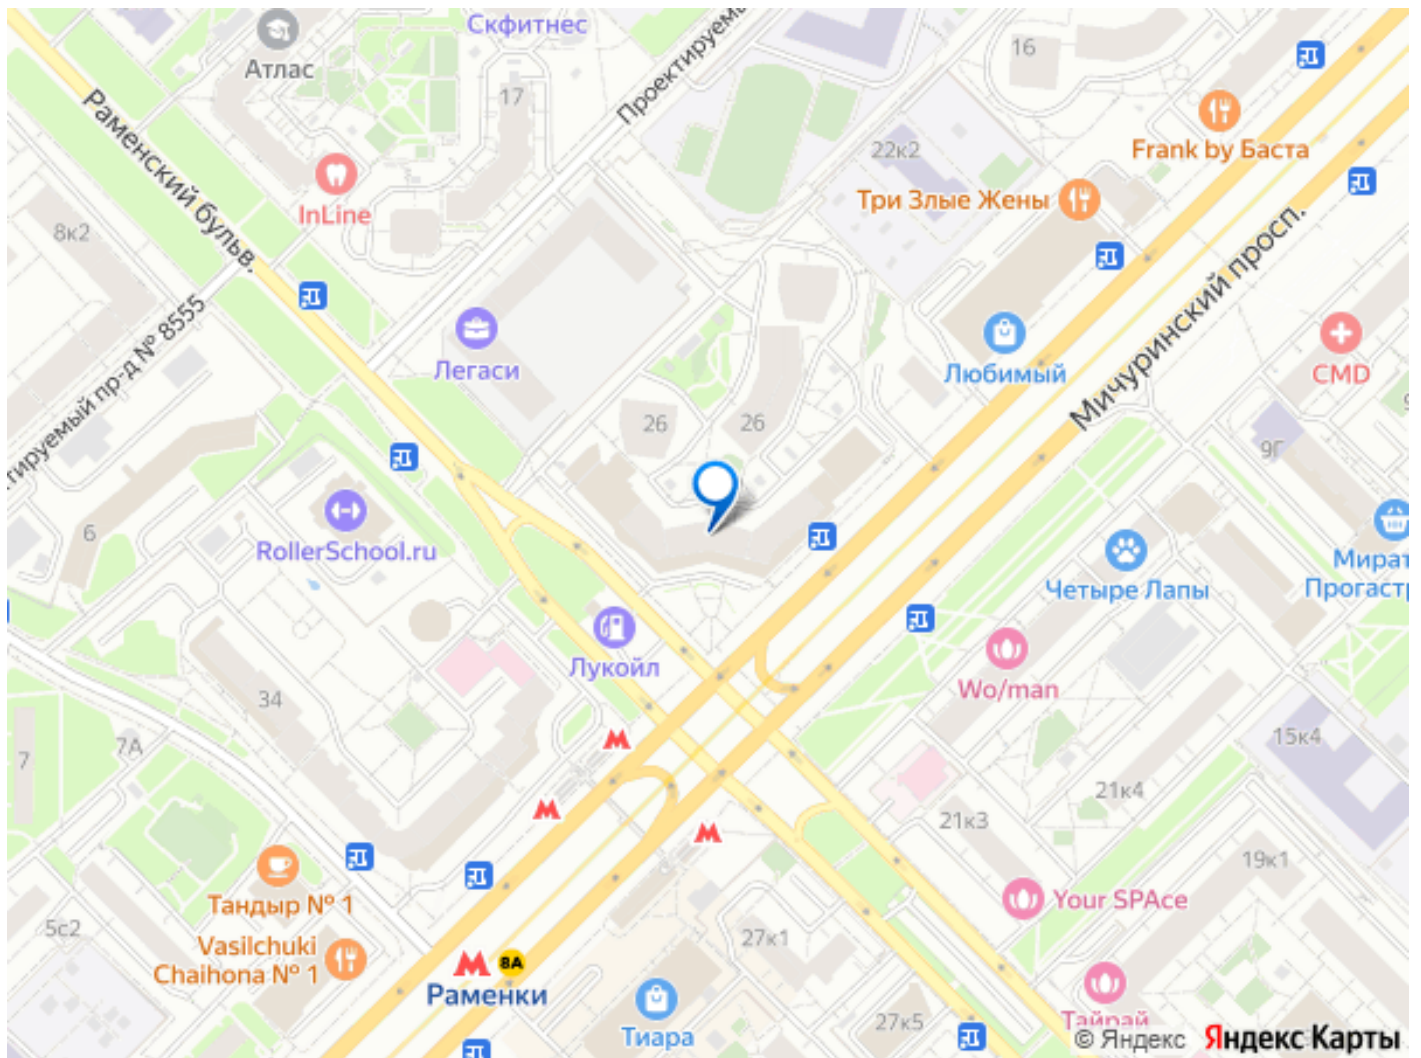 Скфитнес
Атлас
17
16
Проектируемы
Раменский бульв.
InLine
8к2
22к2
Frank by Баста
Три Злые Жены
Мичуринский просп.
тируемый пр-д № 8555
Легаси
Любимый
CMD
26
26
9Г
6
RollerSchool.ru
Четыре Лапы
Мират
Прогастр
Лукойл
Wo/man
34
7
7А
15к4
21к4
21к3
19к1
Тандыр № 1
Your SPAce
5с2
Vasilchuki
Chaihona № 1
27к1
8А
Раменки
Тиара
27к5
Тайрай
© Яндекс Яндекс Карты